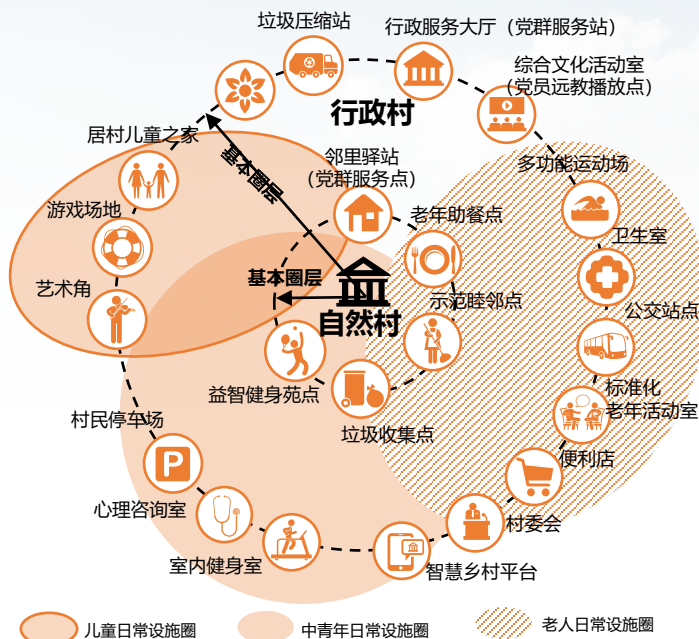 垃圾压缩站
行政服务大厅（党群服务站）
综合文化活动室
（党员远教播放点）
行政村
居村儿童之家
基本圈层
邻里驿站
（党群服务点）
多功能运动场
游戏场地
老年助餐点
卫生室
艺术角
基本圈层
示范睦邻点
公交站点
自然村
益智健身苑点
标准化
老年活动室
村民停车场
垃圾收集点
便利店
P
心理咨询室
村委会
室内健身室
智慧乡村平台
儿童日常设施圈
中青年日常设施圈
老人日常设施圈